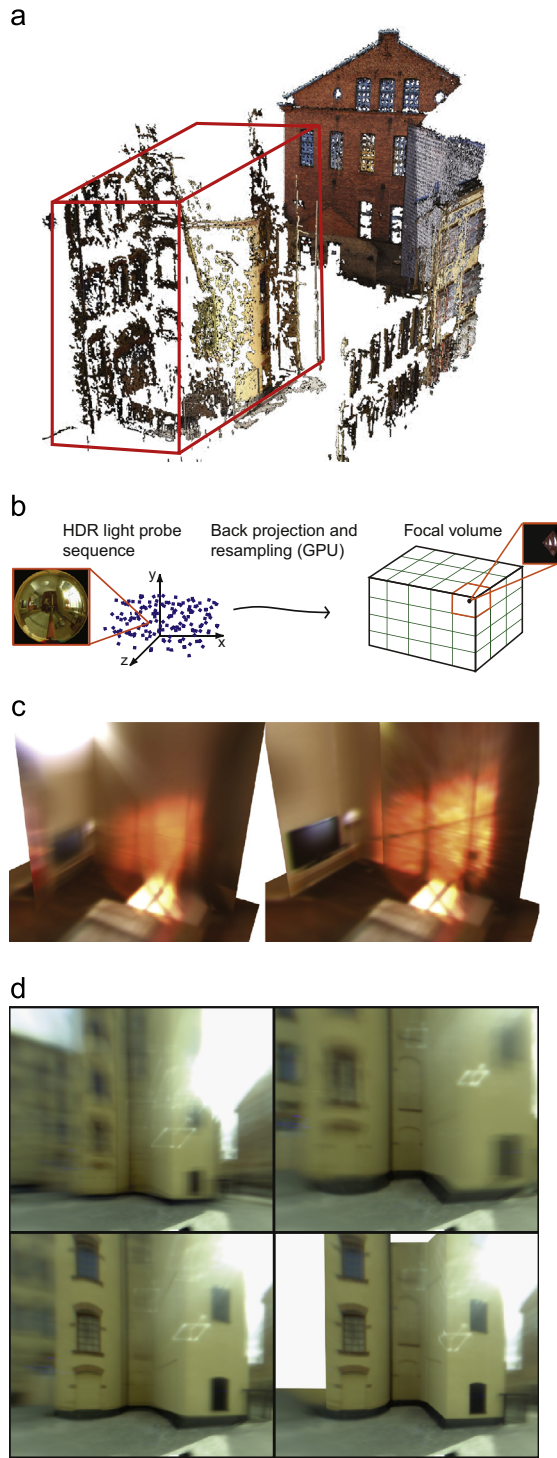 a
b
HDR light probe
sequence
Back projection and
resampling (GPU)
Focal volume
y
x
z
c
d